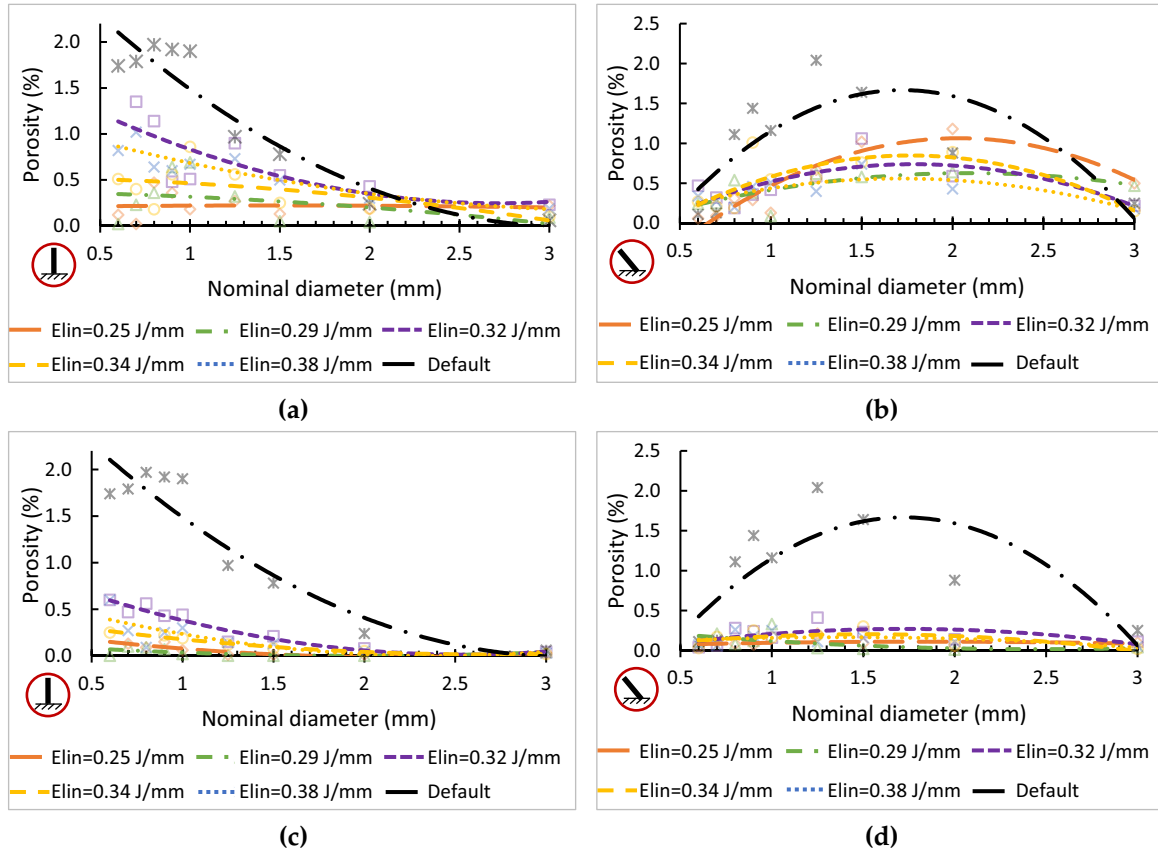 2.0
1.5
1.0
0.5
0.0
Porosity (%)
0.5 1 1.5 2 2.5 3
Nominal diameter (mm)
Elin=0.25 J/mm Elin=0.29 J/mm Elin=0.32 J/mm
Elin=0.34 J/mm Elin=0.38 J/mm Default
(a)
2.5
2.0
1.5
1.0
0.5
0.0
Porosity (%)
0.5 1 1.5 2 2.5 3
Nominal diameter (mm)
Elin=0.25 J/mm Elin=0.29 J/mm Elin=0.32 J/mm
Elin=0.34 J/mm Elin=0.38 J/mm Default
(b)
2.0
1.5
1.0
0.5
0.0
Porosity (%)
0.5 1 1.5 2 2.5 3
Nominal diameter (mm)
Elin=0.25 J/mm Elin=0.29 J/mm Elin=0.32 J/mm
Elin=0.34 J/mm Elin=0.38 J/mm Default
(c)
2.5
2.0
1.5
1.0
0.5
0.0
Porosity (%)
0.5 1 1.5 2 2.5 3
Nominal diameter (mm)
Elin=0.25 J/mm Elin=0.29 J/mm Elin=0.32 J/mm
Elin=0.34 J/mm Elin=0.38 J/mm Default
(d)